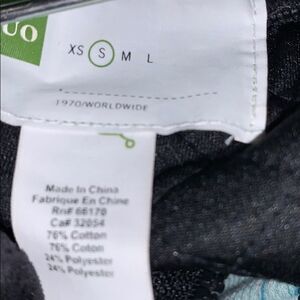 UO
XS S M L
1970/WORLDWIDE
Made In China
Fabrique En Chine
Rn# 66170
Ca# 32054
76% Cotton
76% Coton
24% Polyester
24% Polyester